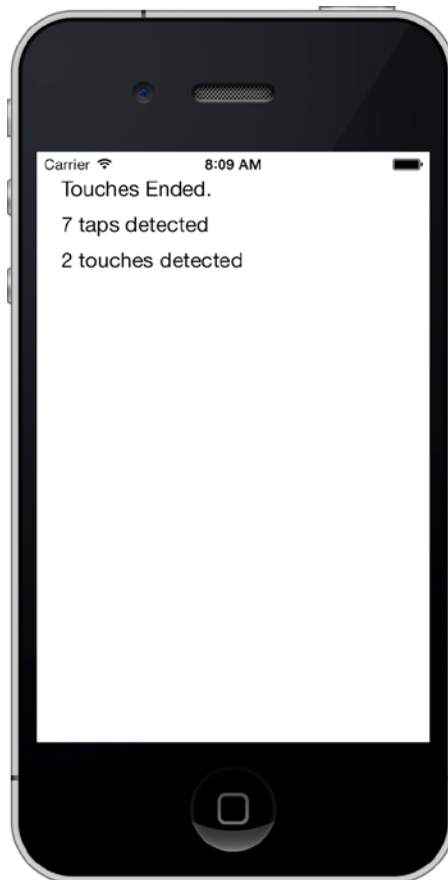 Carrier 8:09 AM
Touches Ended.
7 taps detected
2 touches detected